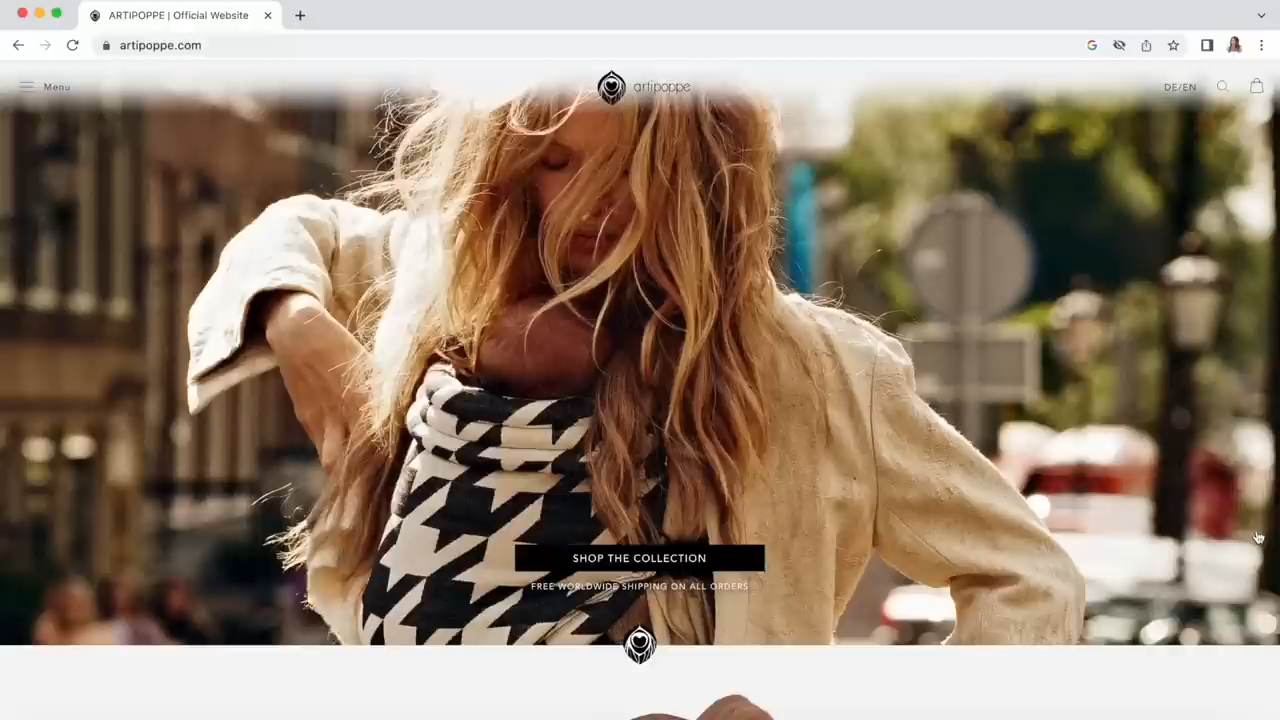 ARTIPOPPE | Official Website
artipoppe.com
Menu
artipoppe
DE/EN
SHOP THE COLLECTION
FREE WORLDWIDE SHIPPING ON ALL ORDERS